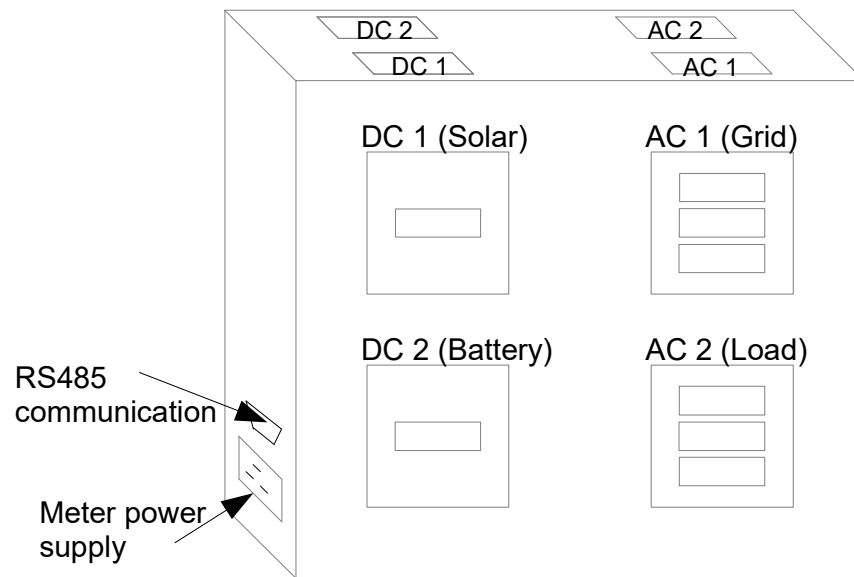 DC 2
AC 2
DC 1
AC 1
DC 1 (Solar)
AC 1 (Grid)
DC 2 (Battery)
AC 2 (Load)
RS485
communication
Meter power
supply